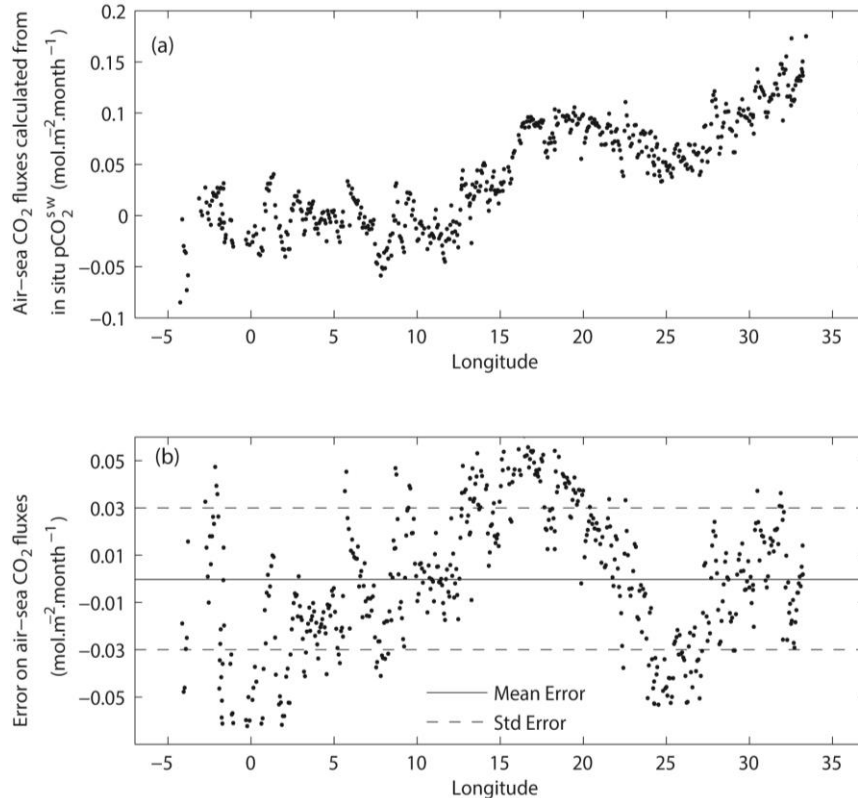 Air−sea CO2 fluxes calculated from
in situ pCO2^sw (mol.m−2.month−1)
(a)
0.2
0.15
0.1
0.05
0
−0.05
−0.1
−5 0 5 10 15 20 25 30 35
Longitude
Error on air−sea CO2 fluxes
(mol.m−2.month−1)
(b)
0.05
0.03
0.01
−0.01
−0.03
−0.05
Mean Error
Std Error
−5 0 5 10 15 20 25 30 35
Longitude